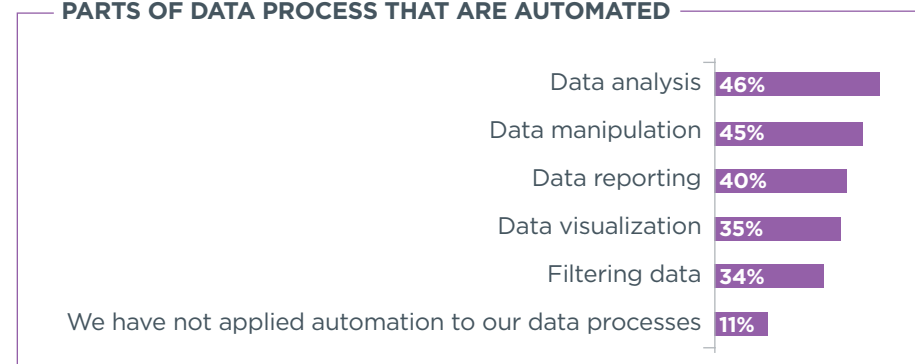 PARTS OF DATA PROCESS THAT ARE AUTOMATED
Data analysis 46%
Data manipulation 45%
Data reporting 40%
Data visualization 35%
Filtering data 34%
We have not applied automation to our data processes 11%